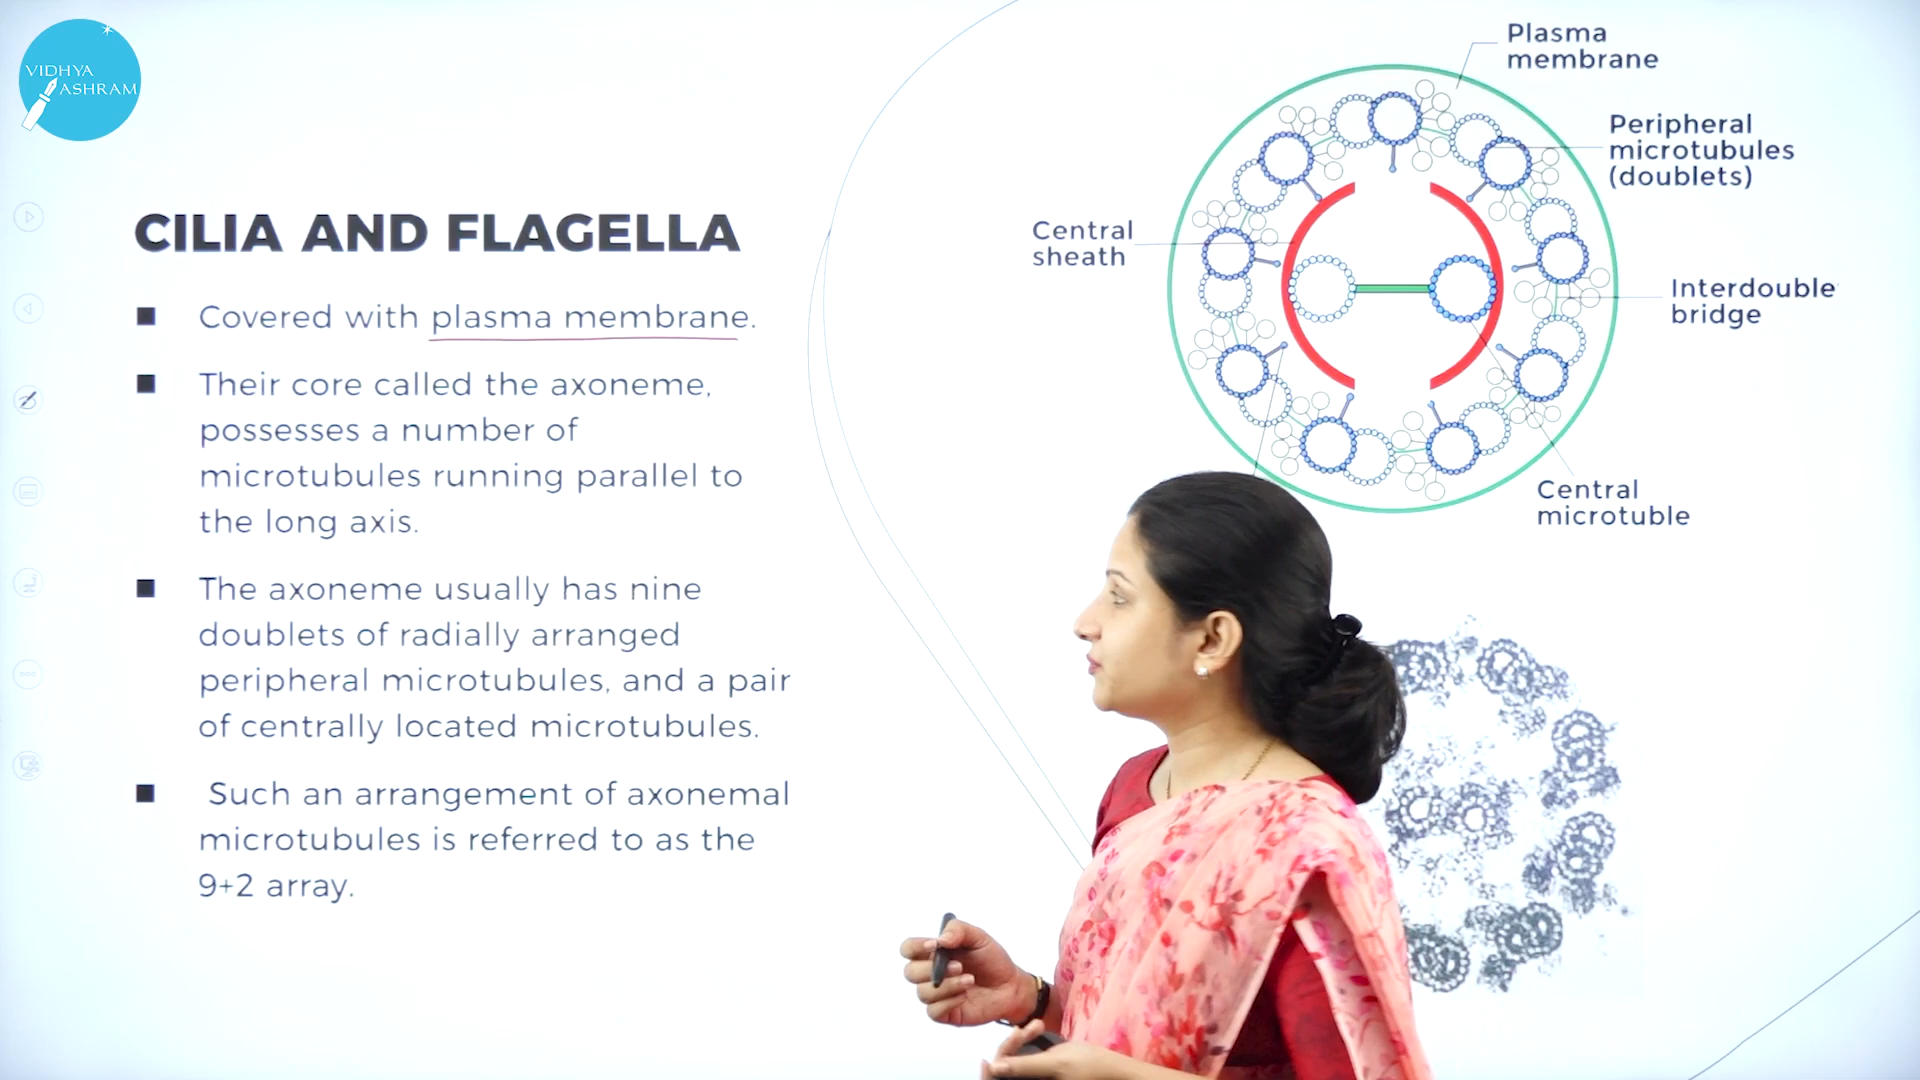 VIDHYA
ASHRAM
CILIA AND FLAGELLA
■ Covered with plasma membrane.
■ Their core called the axoneme,
possesses a number of
microtubules running parallel to
the long axis.
■ The axoneme usually has nine
doublets of radially arranged
peripheral microtubules, and a pair
of centrally located microtubules.
■ Such an arrangement of axonemal
microtubules is referred to as the
9+2 array.
Plasma
membrane
Peripheral
microtubules
(doublets)
Central
sheath
Interdouble
bridge
Central
microtuble